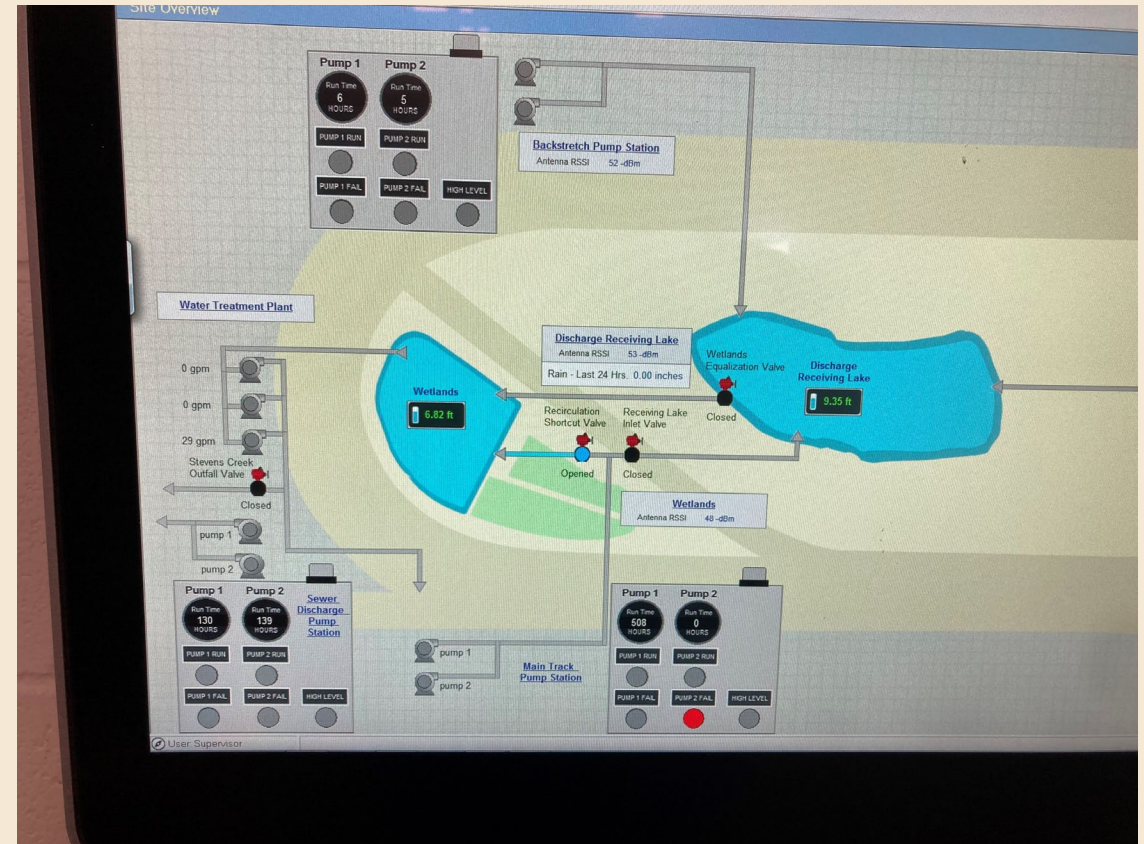 Site Overview
Pump 1 Pump 2
Run Time Run Time
6 5
HOURS HOURS
PUMP 1 RUN PUMP 2 RUN
PUMP 1 FAIL PUMP 2 FAIL HIGH LEVEL
Backstretch Pump Station
Antenna RSSI 52 -dBm
Water Treatment Plant
0 gpm
0 gpm
29 gpm
Stevens Creek
Outfall Valve
Closed
Wetlands
6.82 ft
Discharge Receiving Lake
Antenna RSSI 53 -dBm
Rain - Last 24 Hrs. 0.00 inches
Wetlands
Equalization Valve
Closed
Discharge
Receiving Lake
9.35 ft
Recirculation
Shortcut Valve
Opened
Receiving Lake
Inlet Valve
Closed
Wetlands
Antenna RSSI 48 -dBm
pump 1
pump 2
Pump 1 Pump 2
Run Time Run Time
130 139
HOURS HOURS
PUMP 1 RUN PUMP 2 RUN
PUMP 1 FAIL PUMP 2 FAIL HIGH LEVEL
Sewer
Discharge
Pump
Station
pump 1
pump 2
Main Track
Pump Station
Pump 1 Pump 2
Run Time Run Time
508 0
HOURS HOURS
PUMP 1 RUN PUMP 2 RUN
PUMP 1 FAIL PUMP 2 FAIL HIGH LEVEL
User Supervisor